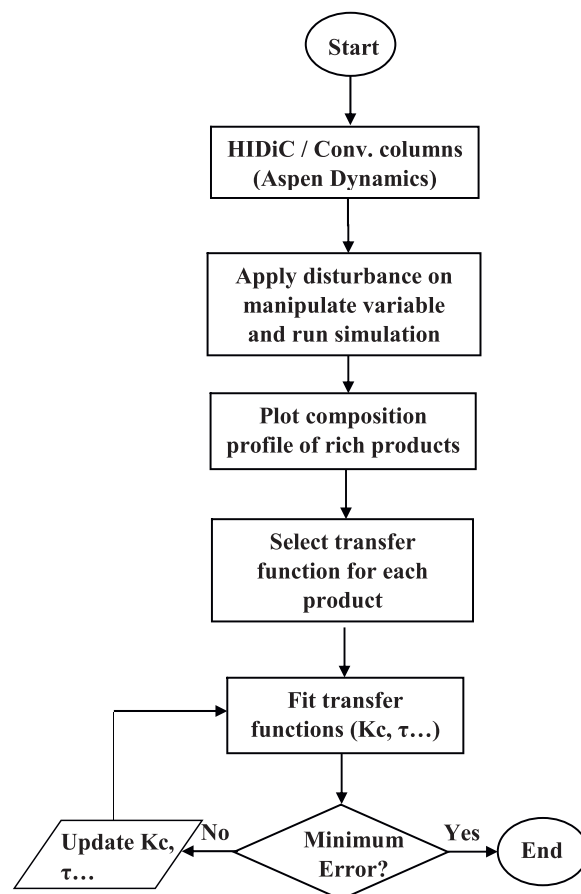 Start
HIDiC / Conv. columns
(Aspen Dynamics)
Apply disturbance on
manipulate variable
and run simulation
Plot composition
profile of rich products
Select transfer
function for each
product
Fit transfer
functions (Kc, τ...)
Update Kc,
τ...
No
Minimum
Error?
Yes
End